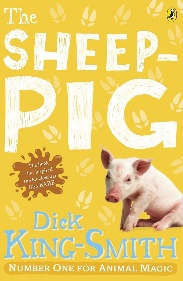 The
SHEEP-
PIG
Dick
KING-SMITH
NUMBER ONE FOR ANIMAL MAGIC